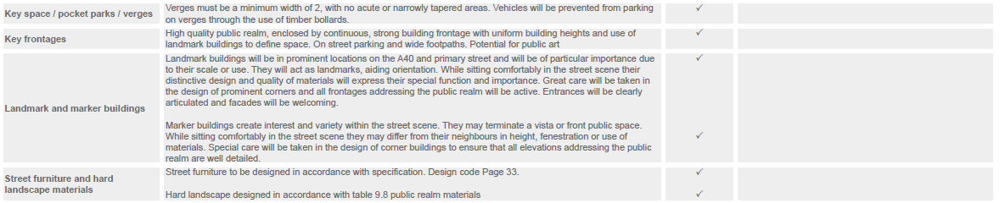 Key space / pocket parks / verges
Verges must be a minimum width of 2, with no acute or narrowly tapered areas. Vehicles will be prevented from parking
on verges through the use of timber bollards.
✓
Key frontages
High quality public realm, enclosed by continuous, strong building frontage with uniform building heights and use of
landmark buildings to define space. On street parking and wide footpaths. Potential for public art
✓
Landmark and marker buildings
Landmark buildings will be in prominent locations on the A40 and primary street and will be of particular importance due
to their scale or use. They will act as landmarks, aiding orientation. While sitting comfortably in the street scene their
distinctive design and quality of materials will express their special function and importance. Great care will be taken in
the design of prominent corners and all frontages addressing the public realm will be active. Entrances will be clearly
articulated and facades will be welcoming.
✓
Marker buildings create interest and variety within the street scene. They may terminate a vista or front public space.
While sitting comfortably in the street scene they may differ from their neighbours in height, fenestration or use of
materials. Special care will be taken in the design of corner buildings to ensure that all elevations addressing the public
realm are well detailed.
✓
Street furniture and hard
landscape materials
Street furniture to be designed in accordance with specification. Design code Page 33.
✓
Hard landscape designed in accordance with table 9.8 public realm materials
✓